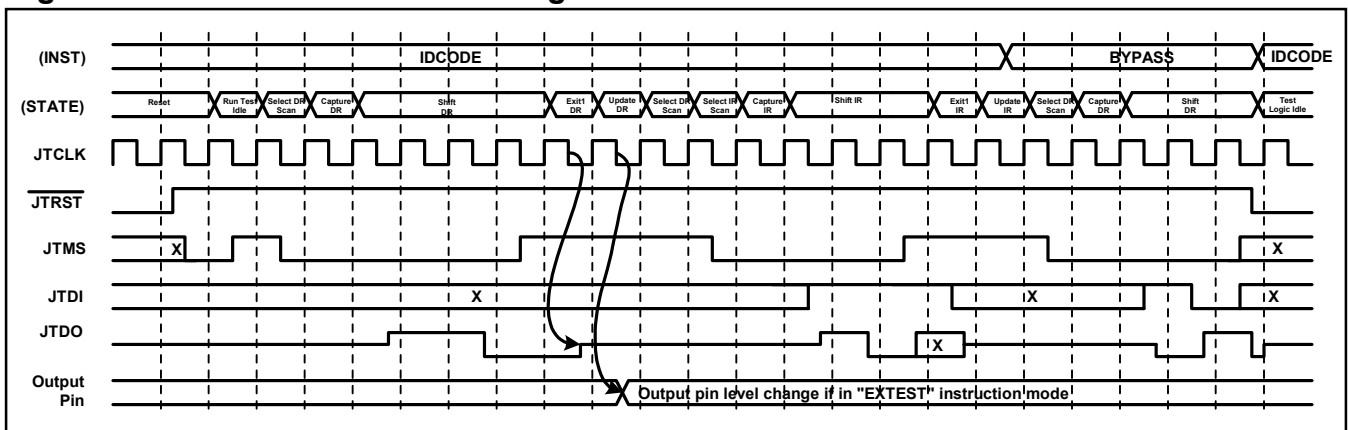 (INST)
IDCODE
BYPASS
IDCODE
(STATE)
Reset
Run Test
Idle
Select DR
Scan
Capture
DR
Shift
DR
Exit1
DR
Update
DR
Select DR
Scan
Select IR
Scan
Capture
IR
Shift IR
Exit1
IR
Update
IR
Select DR
Scan
Capture
DR
Shift
DR
Test
Logic Idle
JTCLK
JTRST
JTMS
X
X
JTDI
X
X
X
JTDO
X
Output
Pin
Output pin level change if in "EXTEST" instruction mode